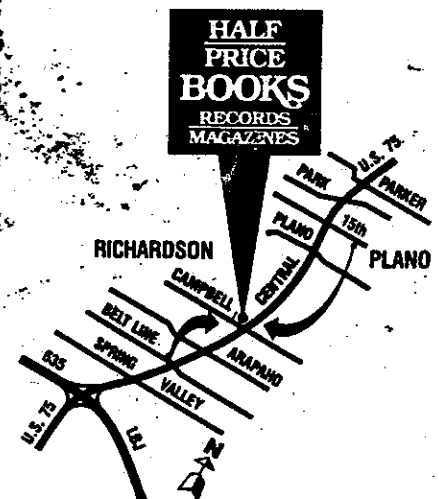 HALF
PRICE
BOOKS
RECORDS
MAGAZINES
U.S. 75
PARK
PARKER
15th
PLANO
PLANO
RICHARDSON
CENTRAL
CAMPBELL
BELT LINE
ARAPAHO
SPRING
VALLEY
635
U.S. 75
LBJ
N